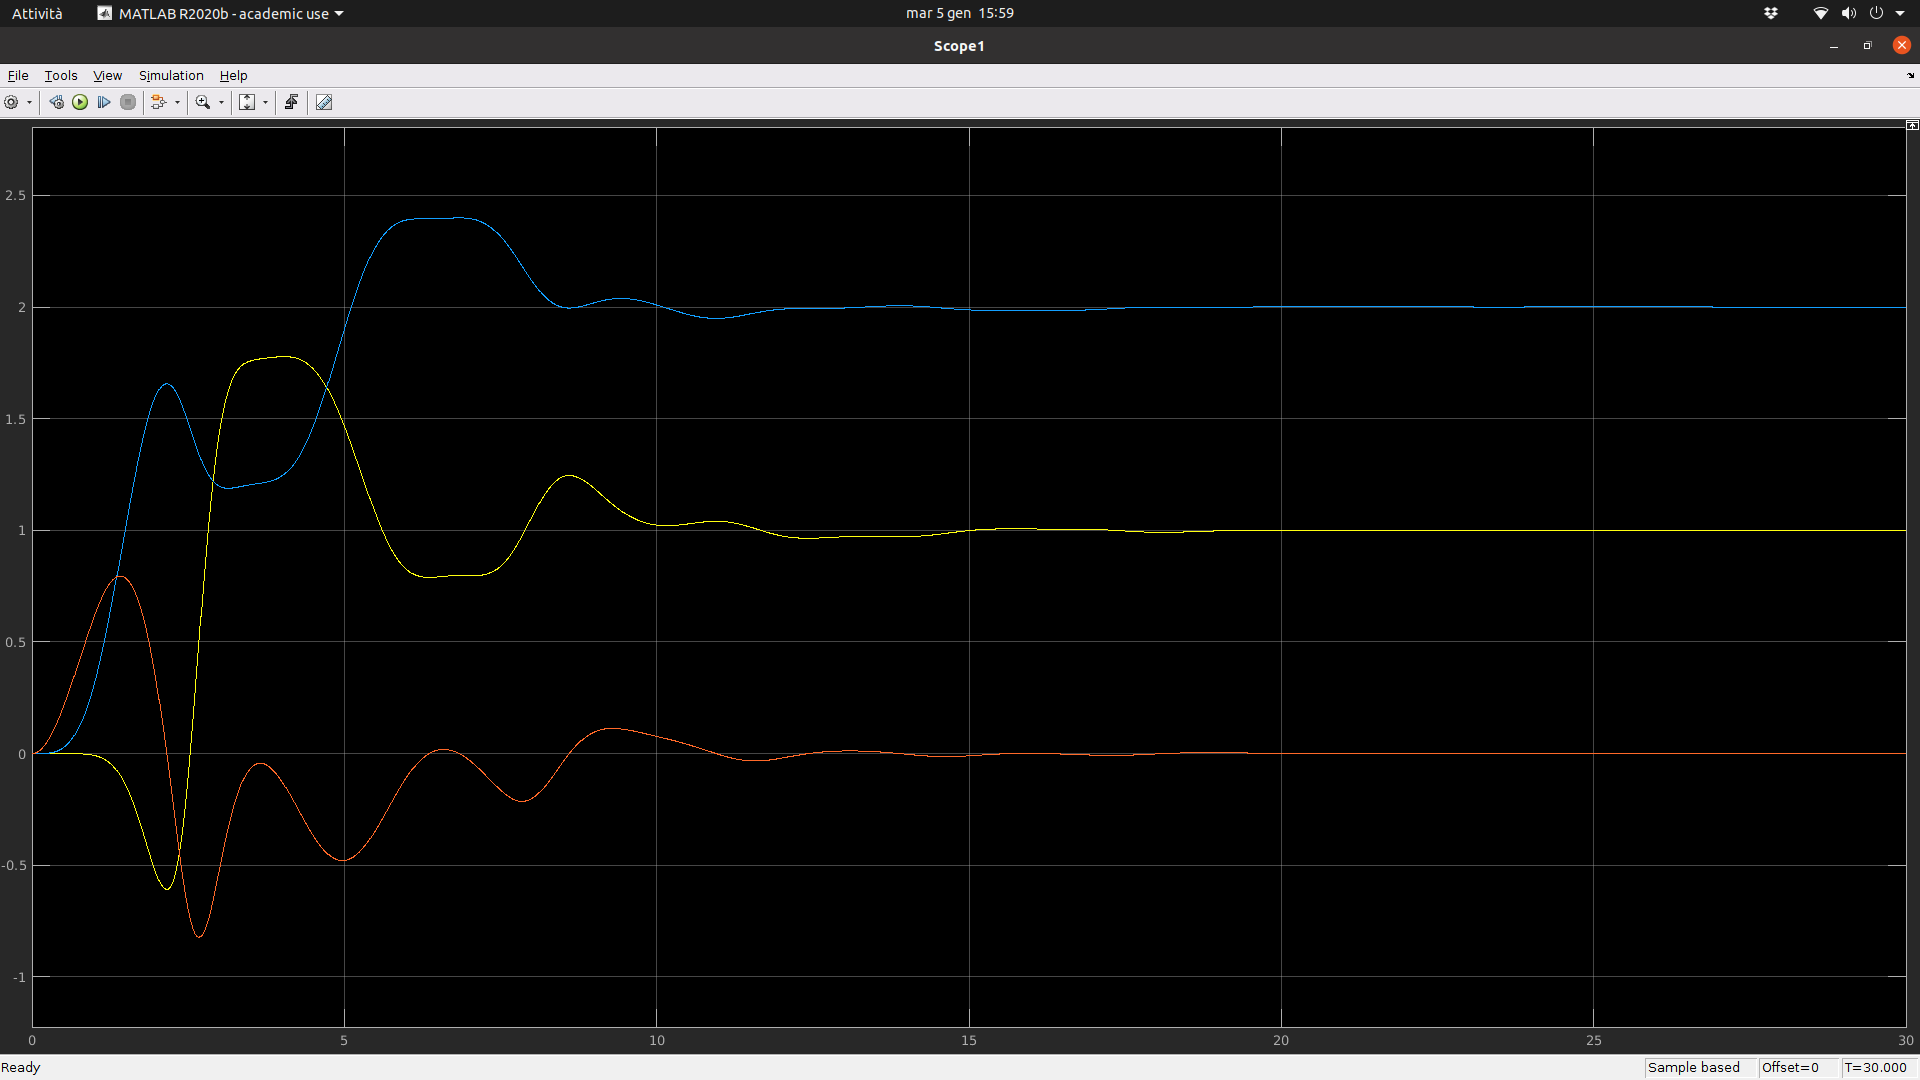 Attività MATLAB R2020b - academic use mar 5 gen 15:59
Scope1
File Tools View Simulation Help
2.5
2
1.5
1
0.5
0
-0.5
-1
0 5 10 15 20 25 30
Ready Sample based Offset=0 T=30.000